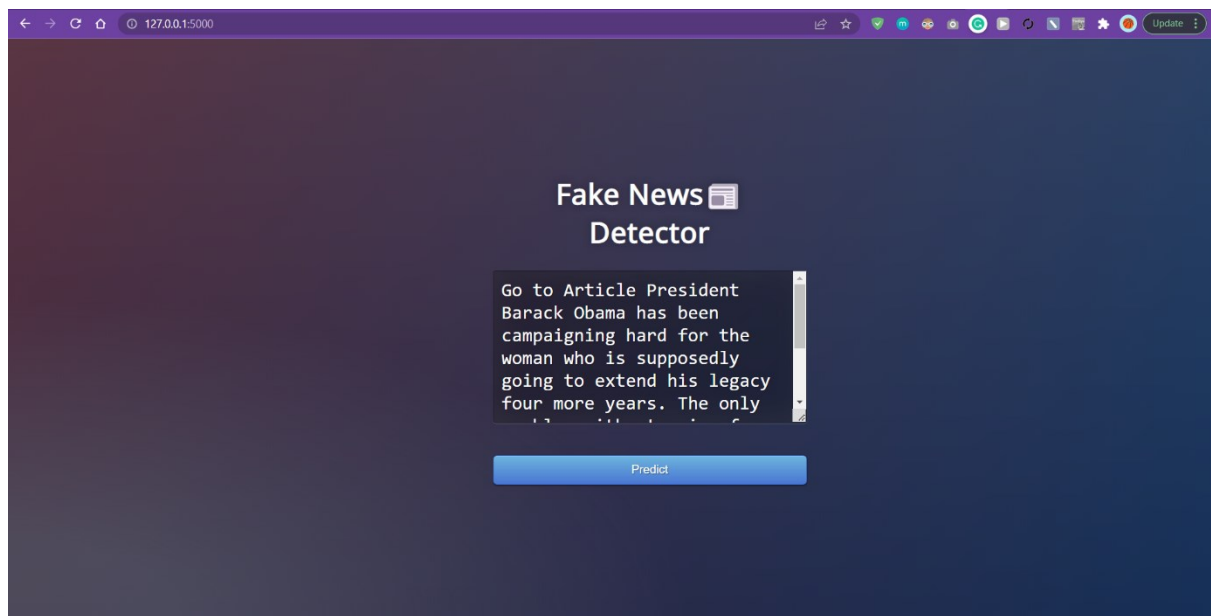 127.0.0.1:5000
Update
Fake News
Detector
Go to Article President
Barack Obama has been
campaigning hard for the
woman who is supposedly
going to extend his legacy
four more years. The only
Predict